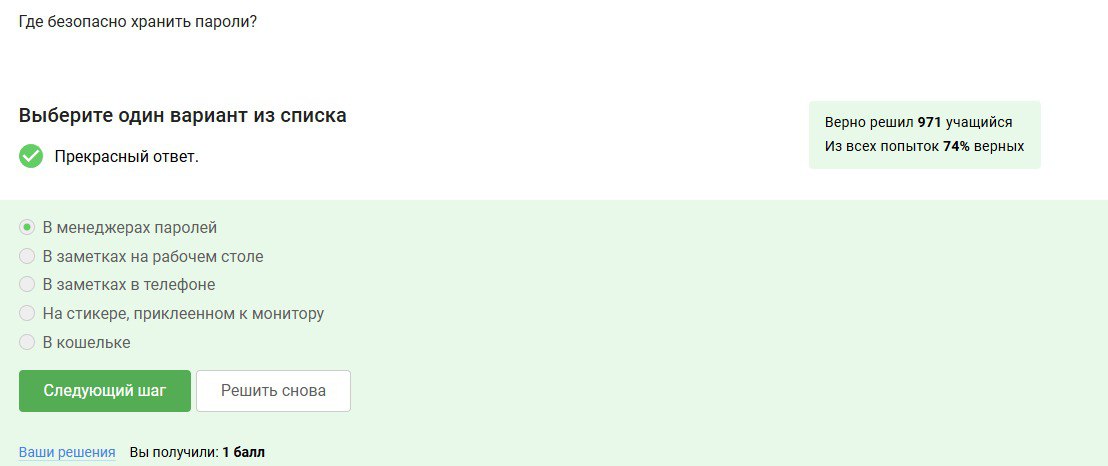 Где безопасно хранить пароли?
Выберите один вариант из списка
Прекрасный ответ.
Верно решил 971 учащийся
Из всех попыток 74% верных
В менеджерах паролей
В заметках на рабочем столе
В заметках в телефоне
На стикере, приклеенном к монитору
В кошельке
Следующий шаг
Решить снова
Ваши решения Вы получили: 1 балл